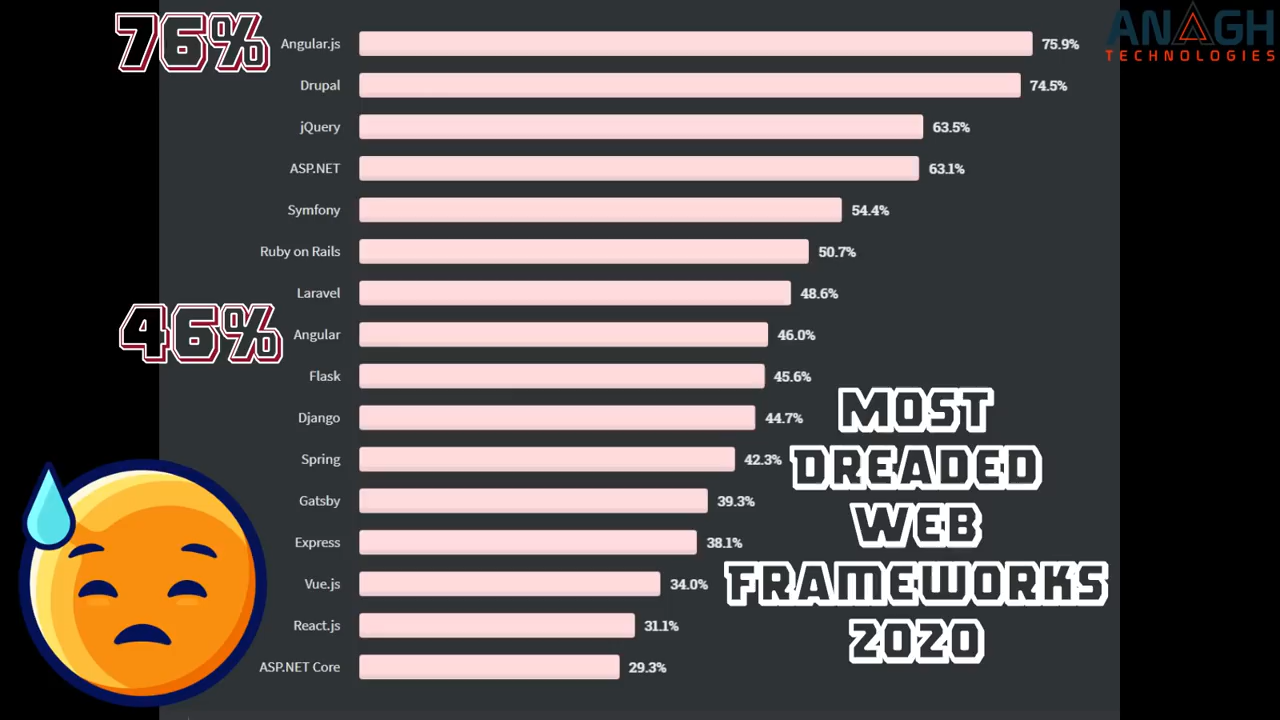 76%
Angular.js 75.9%
ANAGH
TECHNOLOGIES
Drupal 74.5%
jQuery 63.5%
ASP.NET 63.1%
Symfony 54.4%
Ruby on Rails 50.7%
Laravel 48.6%
46%
Angular 46.0%
Flask 45.6%
Django 44.7%
Spring 42.3%
Gatsby 39.3%
Express 38.1%
Vue.js 34.0%
React.js 31.1%
ASP.NET Core 29.3%
MOST
DREADED
WEB
FRAMEWORKS
2020